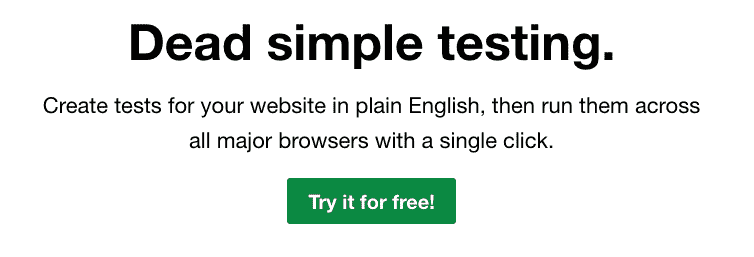 Dead simple testing.
Create tests for your website in plain English, then run them across
all major browsers with a single click.
Try it for free!